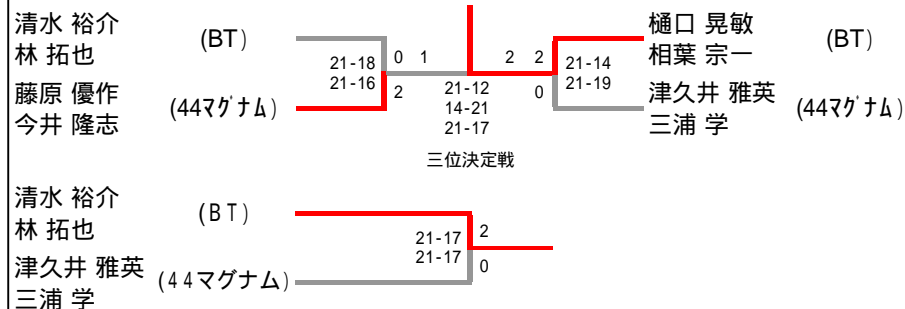 清水 裕介
林 拓也
(BT)
藤原 優作
今井 隆志
(44マグナム)
21-18
21-16
0
2
1
2
21-12
14-21
21-17
2
0
21-14
21-19
樋口 晃敏
相葉 宗一
(BT)
津久井 雅英
三浦 学
(44マグナム)
三位決定戦
清水 裕介
林 拓也
(BT)
津久井 雅英
三浦 学
(44マグナム)
21-17
21-17
2
0